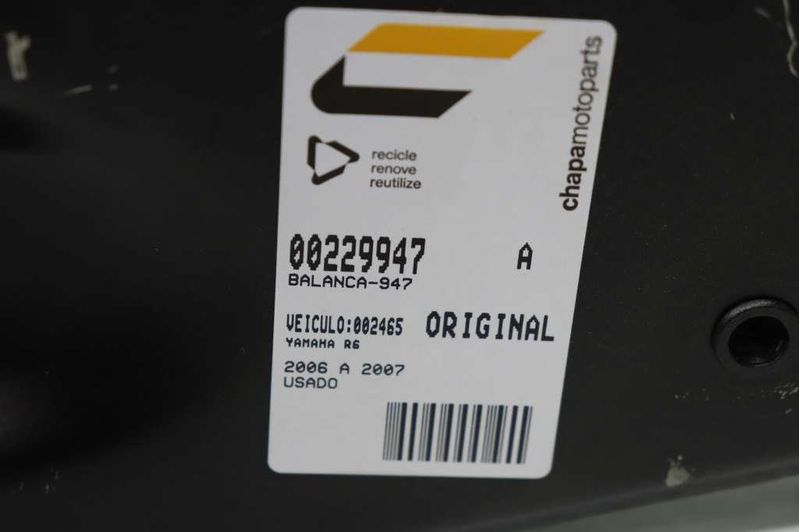 chapamotoparts
recicle
renove
reutilize
00229947 A
BALANCA-947
VEICULO:002465 ORIGINAL
YAMAHA R6
2006 A 2007
USADO